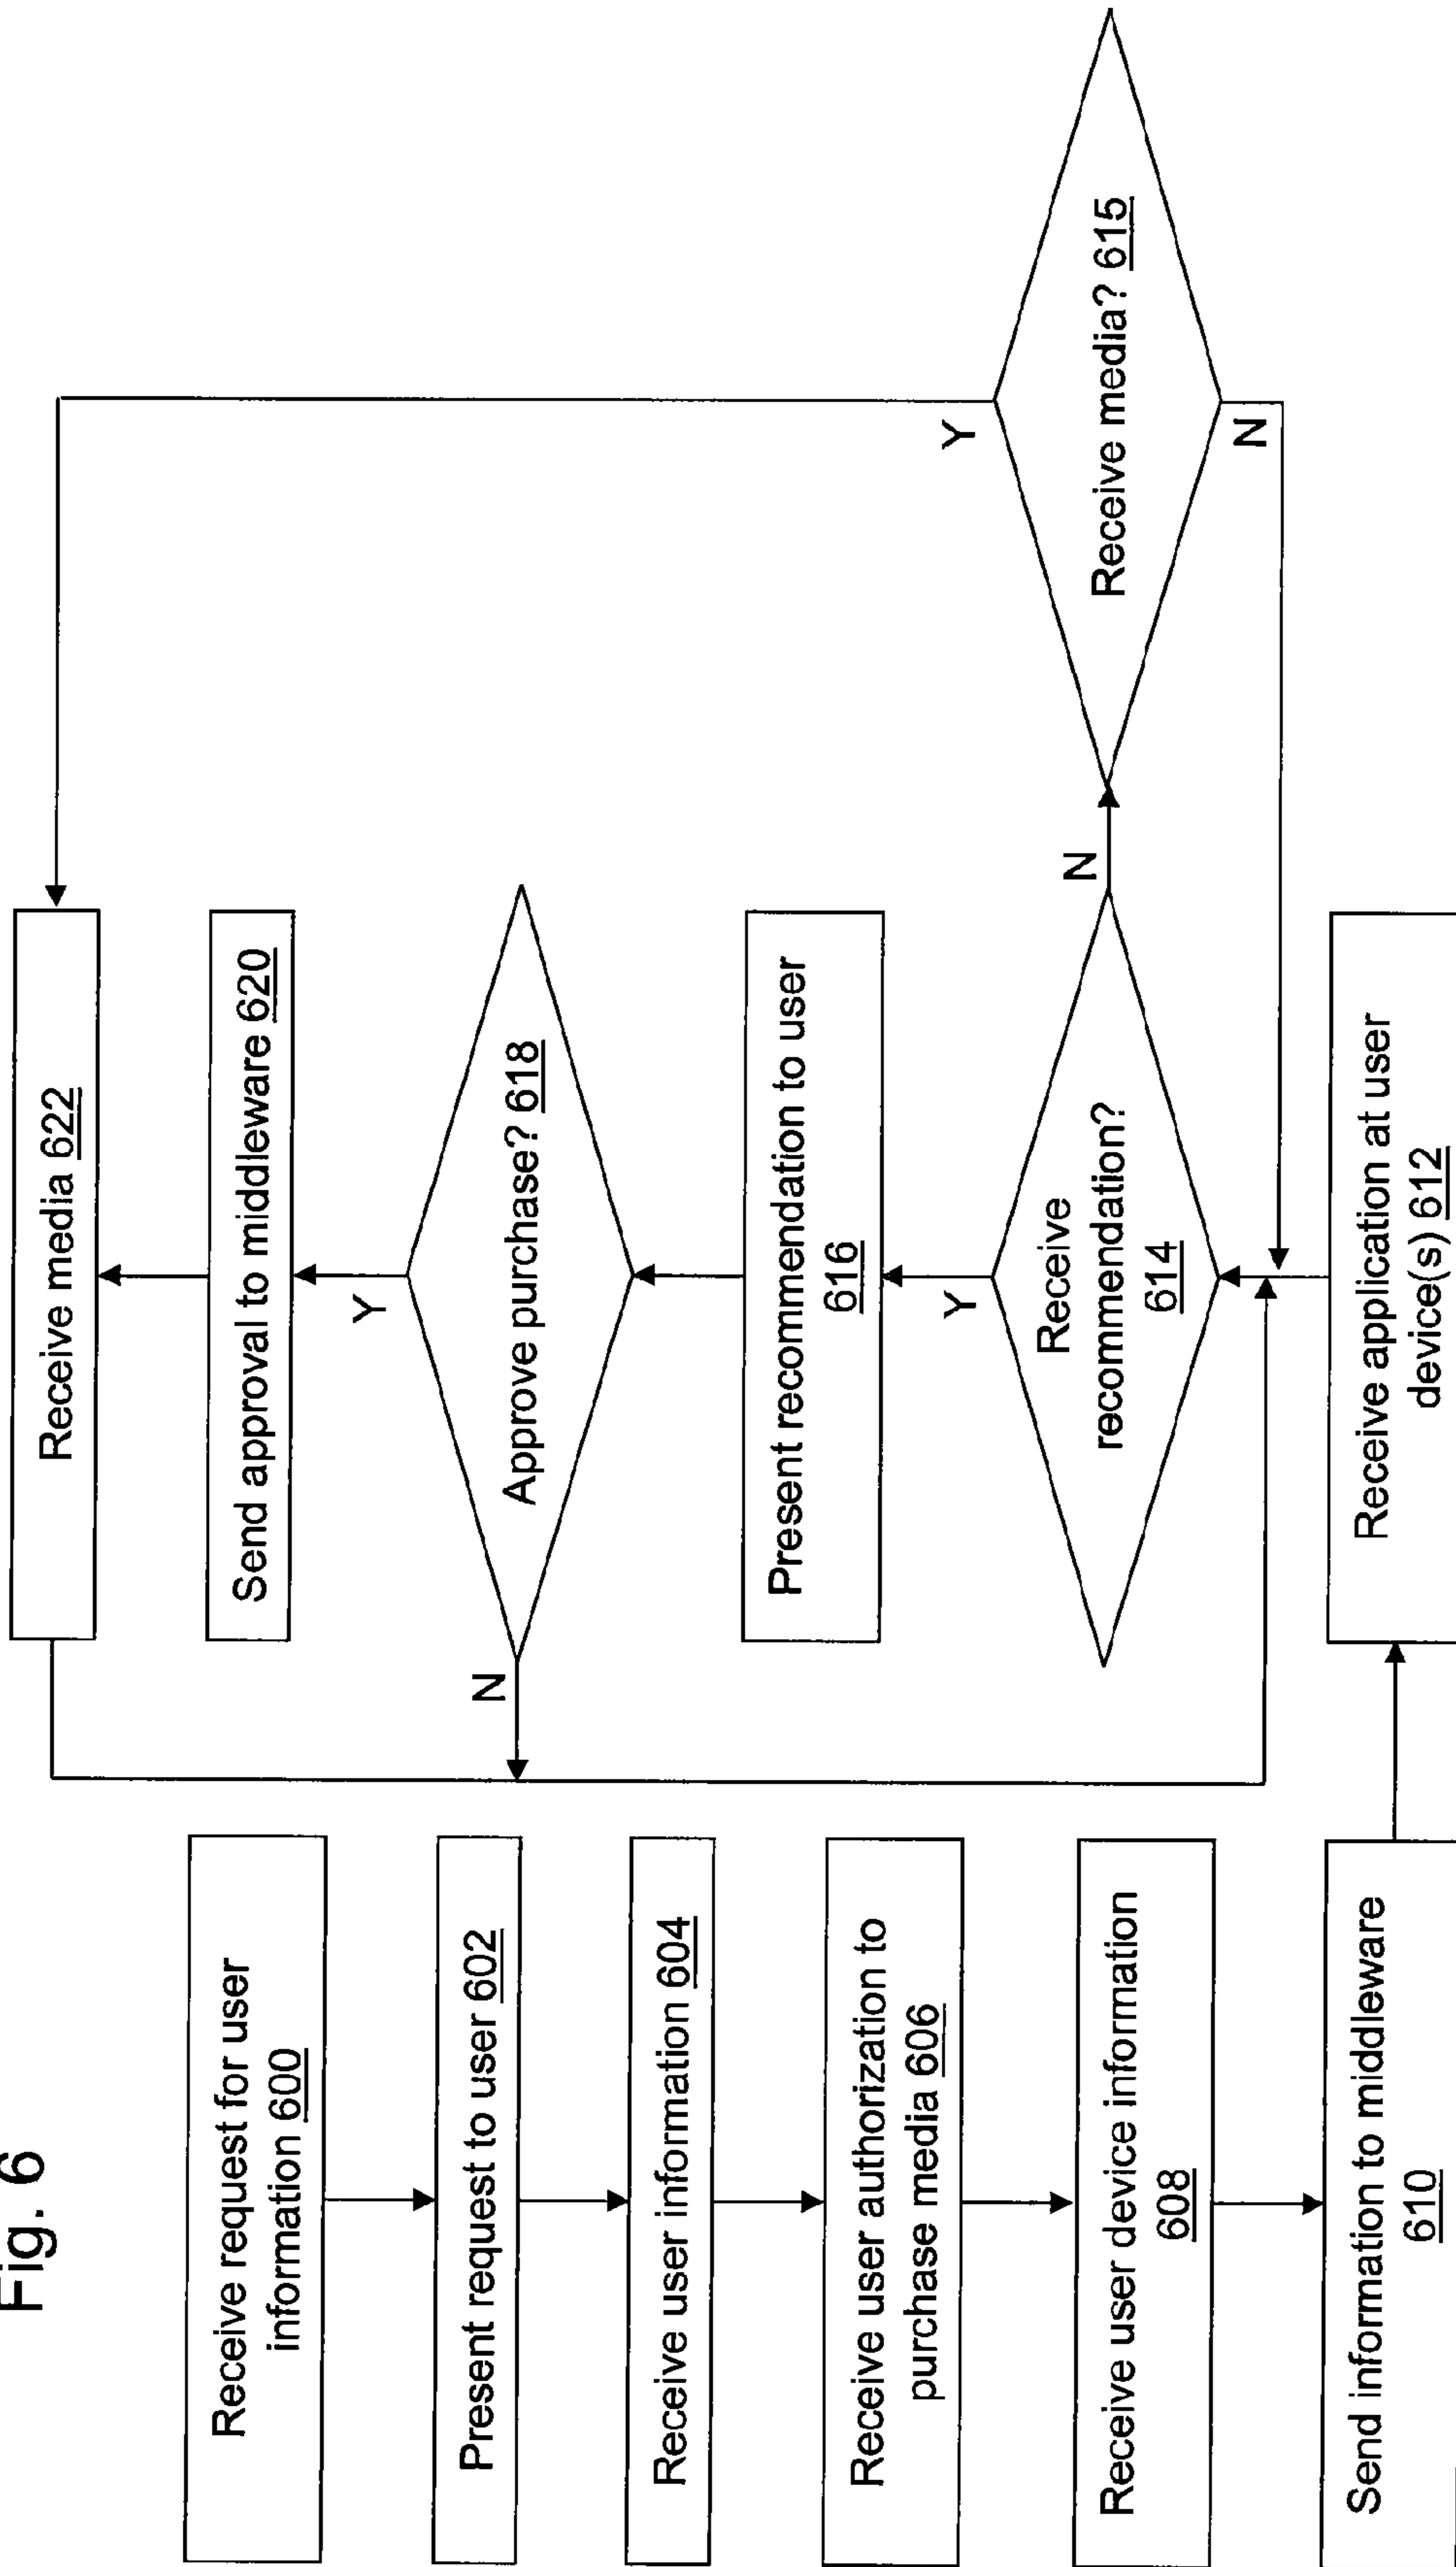 Fig. 6
Receive request for user
information 600
Present request to user 602
Receive user information 604
Receive user authorization to
purchase media 606
Receive user device information
608
Send information to middleware
610
Receive media 622
Send approval to middleware 620
Y
Approve purchase? 618
N
Present recommendation to user
616
Y
Receive
recommendation?
614
N
Receive application at user
device(s) 612
Y
Receive media? 615
N